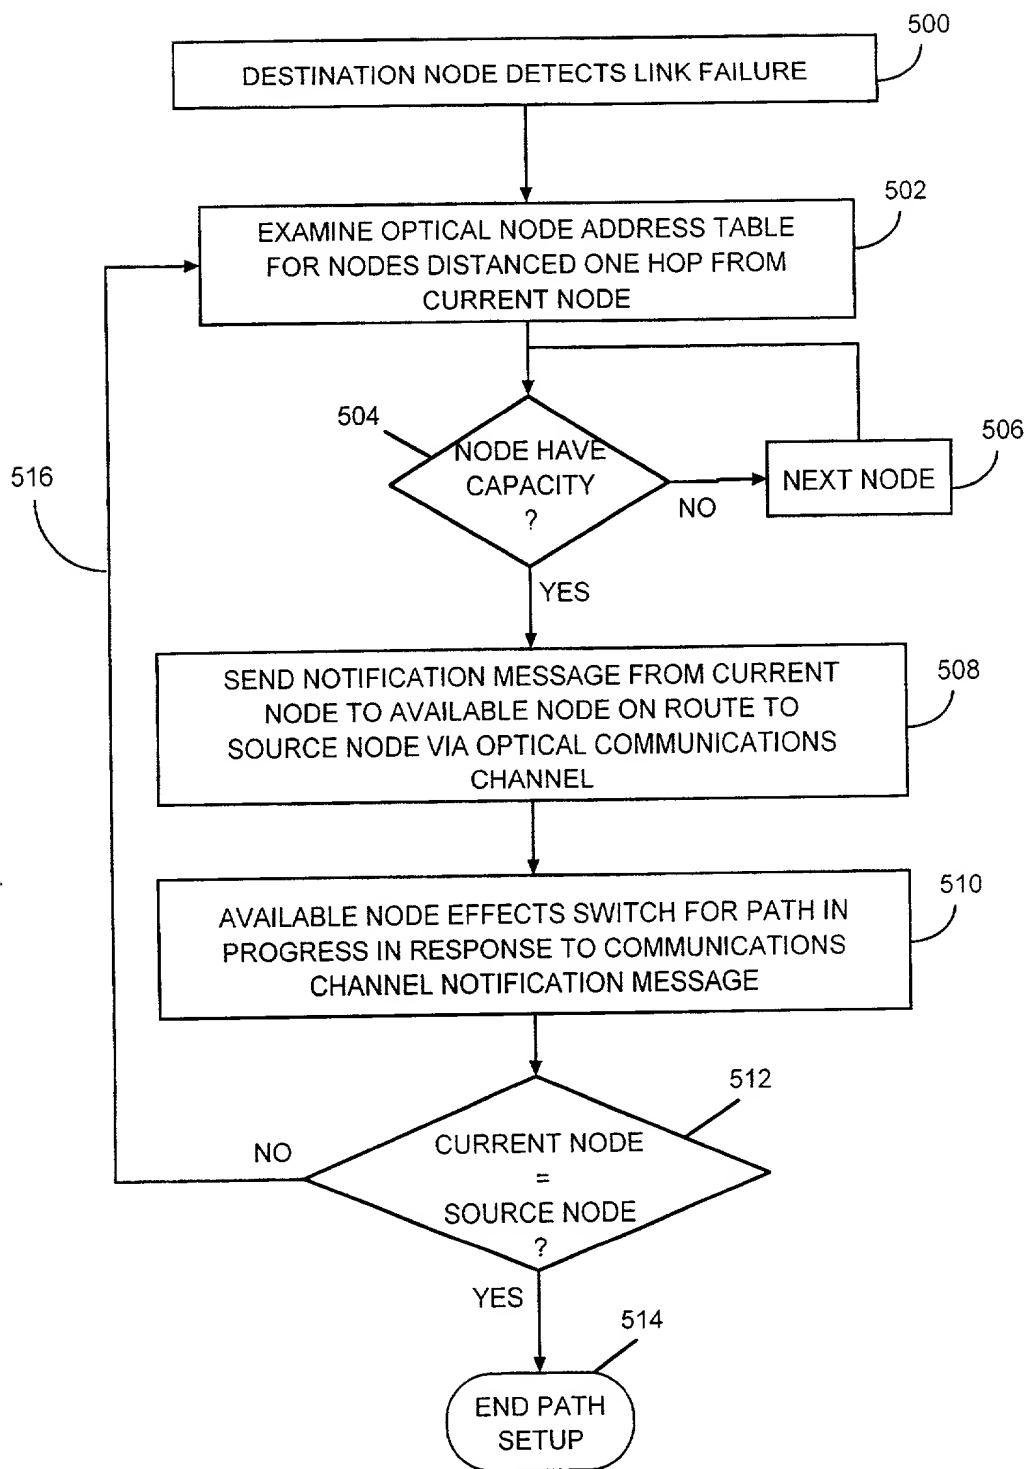 500
DESTINATION NODE DETECTS LINK FAILURE
502
EXAMINE OPTICAL NODE ADDRESS TABLE
FOR NODES DISTANCED ONE HOP FROM
CURRENT NODE
504
NODE HAVE
CAPACITY
?
NO
506
NEXT NODE
516
YES
508
SEND NOTIFICATION MESSAGE FROM CURRENT
NODE TO AVAILABLE NODE ON ROUTE TO
SOURCE NODE VIA OPTICAL COMMUNICATIONS
CHANNEL
510
AVAILABLE NODE EFFECTS SWITCH FOR PATH IN
PROGRESS IN RESPONSE TO COMMUNICATIONS
CHANNEL NOTIFICATION MESSAGE
512
NO
CURRENT NODE
=
SOURCE NODE
?
YES
514
END PATH
SETUP